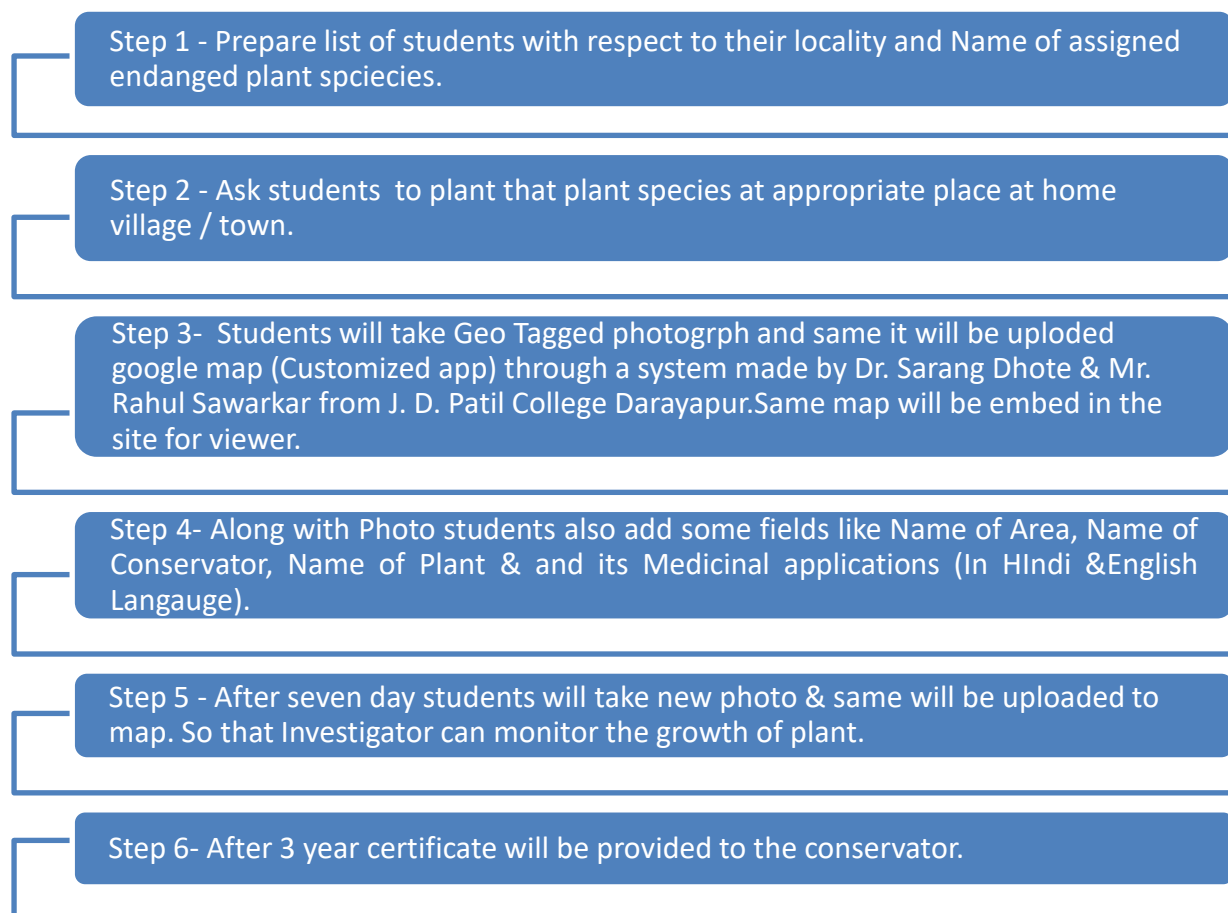 Step 1 - Prepare list of students with respect to their locality and Name of assigned
endanged plant spciecies.
Step 2 - Ask students  to plant that plant species at appropriate place at home
village / town.
Step 3-  Students will take Geo Tagged photogrph and same it will be uploded
google map (Customized app) through a system made by Dr. Sarang Dhote & Mr.
Rahul Sawarkar from J. D. Patil College Darayapur.Same map will be embed in the
site for viewer.
Step 4- Along with Photo students also add some fields like Name of Area, Name of
Conservator, Name of Plant & and its Medicinal applications (In HIndi &English
Langauge).
Step 5 - After seven day students will take new photo & same will be uploaded to
map. So that Investigator can monitor the growth of plant.
Step 6- After 3 year certificate will be provided to the conservator.